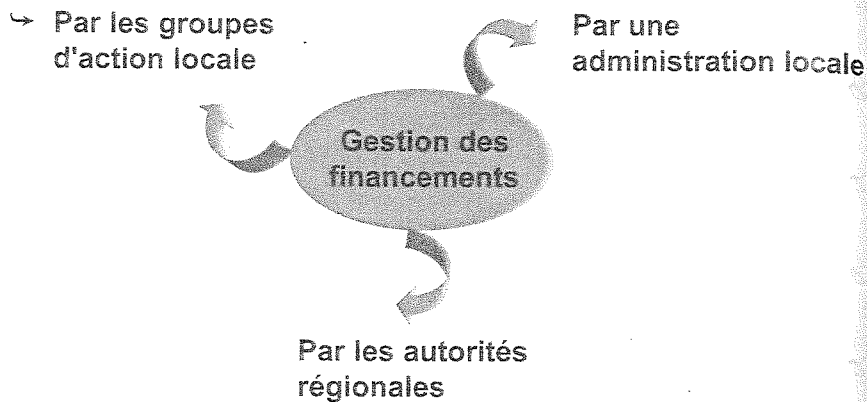 Par les groupes
d'action locale
Par une
administration locale
Gestion des
financements
Par les autorités
régionales